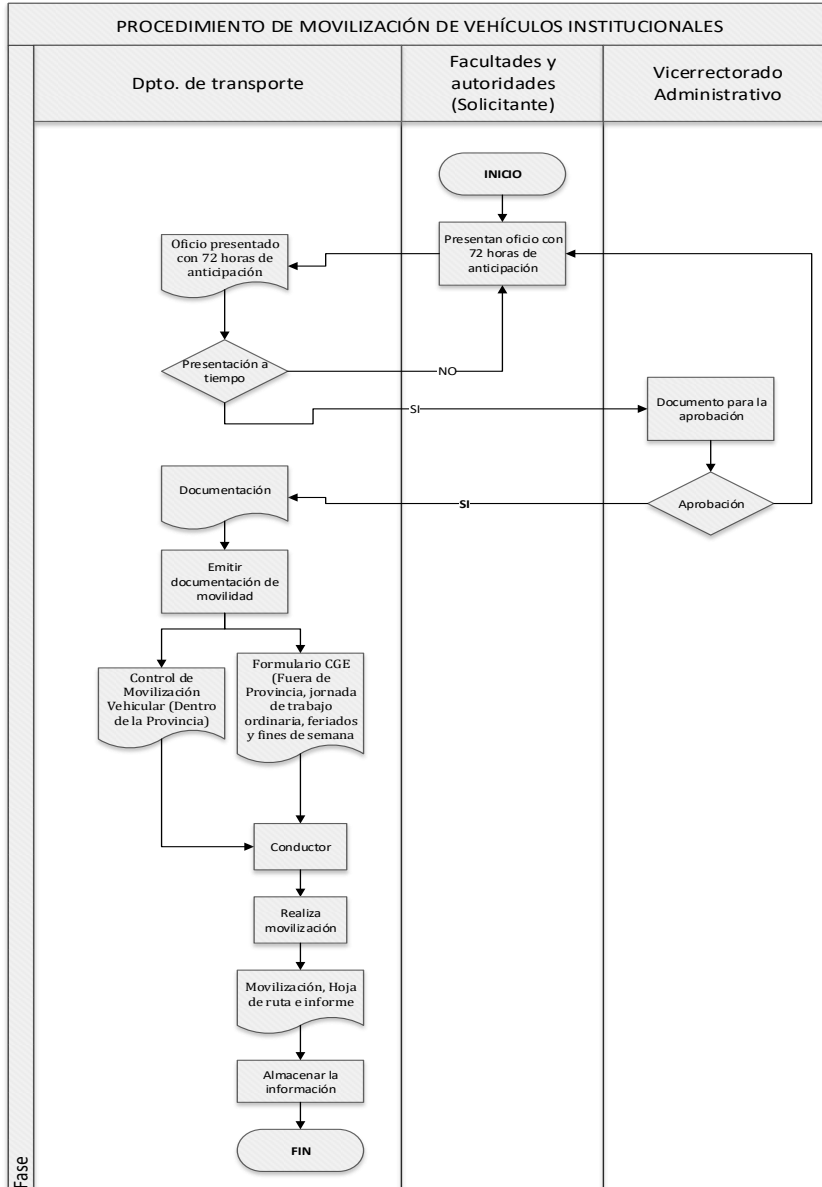 PROCEDIMIENTO DE MOVILIZACIÓN DE VEHÍCULOS INSTITUCIONALES
Dpto. de transporte
Facultades y
autoridades
(Solicitante)
Vicerrectorado
Administrativo
INICIO
Presentan oficio con
72 horas de
anticipación
Oficio presentado
con 72 horas de
anticipación
Presentación a
tiempo
NO
SI
Documento para la
aprobación
Aprobación
SI
Documentación
Emitir
documentación de
movilidad
Control de
Movilización
Vehicular (Dentro
de la Provincia)
Formulario CGE
(Fuera de
Provincia, jornada
de trabajo
ordinaria, feriados
y fines de semana
Conductor
Realiza
movilización
Movilización, Hoja
de ruta e informe
Almacenar la
información
FIN
Fase